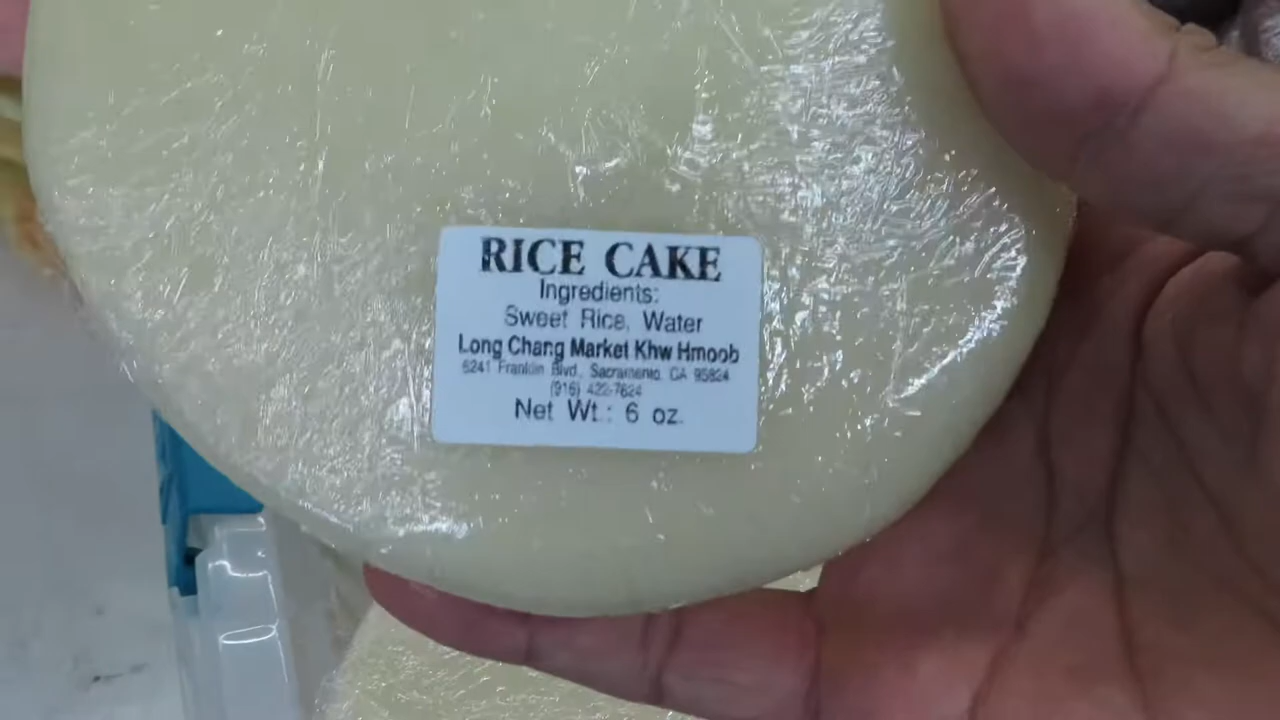 RICE CAKE
Ingredients:
Sweet Rice, Water
Long Chang Market Khw Hmoob
6241 Franklin Blvd., Sacramento, CA 95824
(916) 422-7624
Net Wt.: 6 oz.